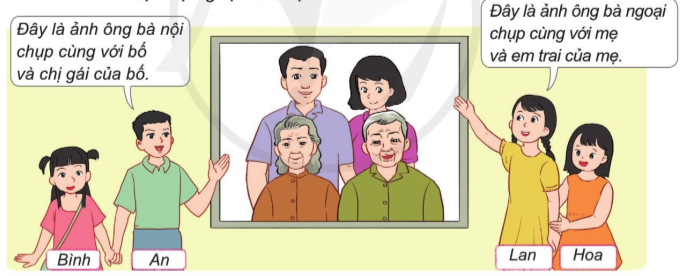 Đây là ảnh ông bà nội
chụp cùng với bố
và chị gái của bố.
Đây là ảnh ông bà ngoại
chụp cùng với mẹ
và em trai của mẹ.
Bình
An
Lan
Hoa